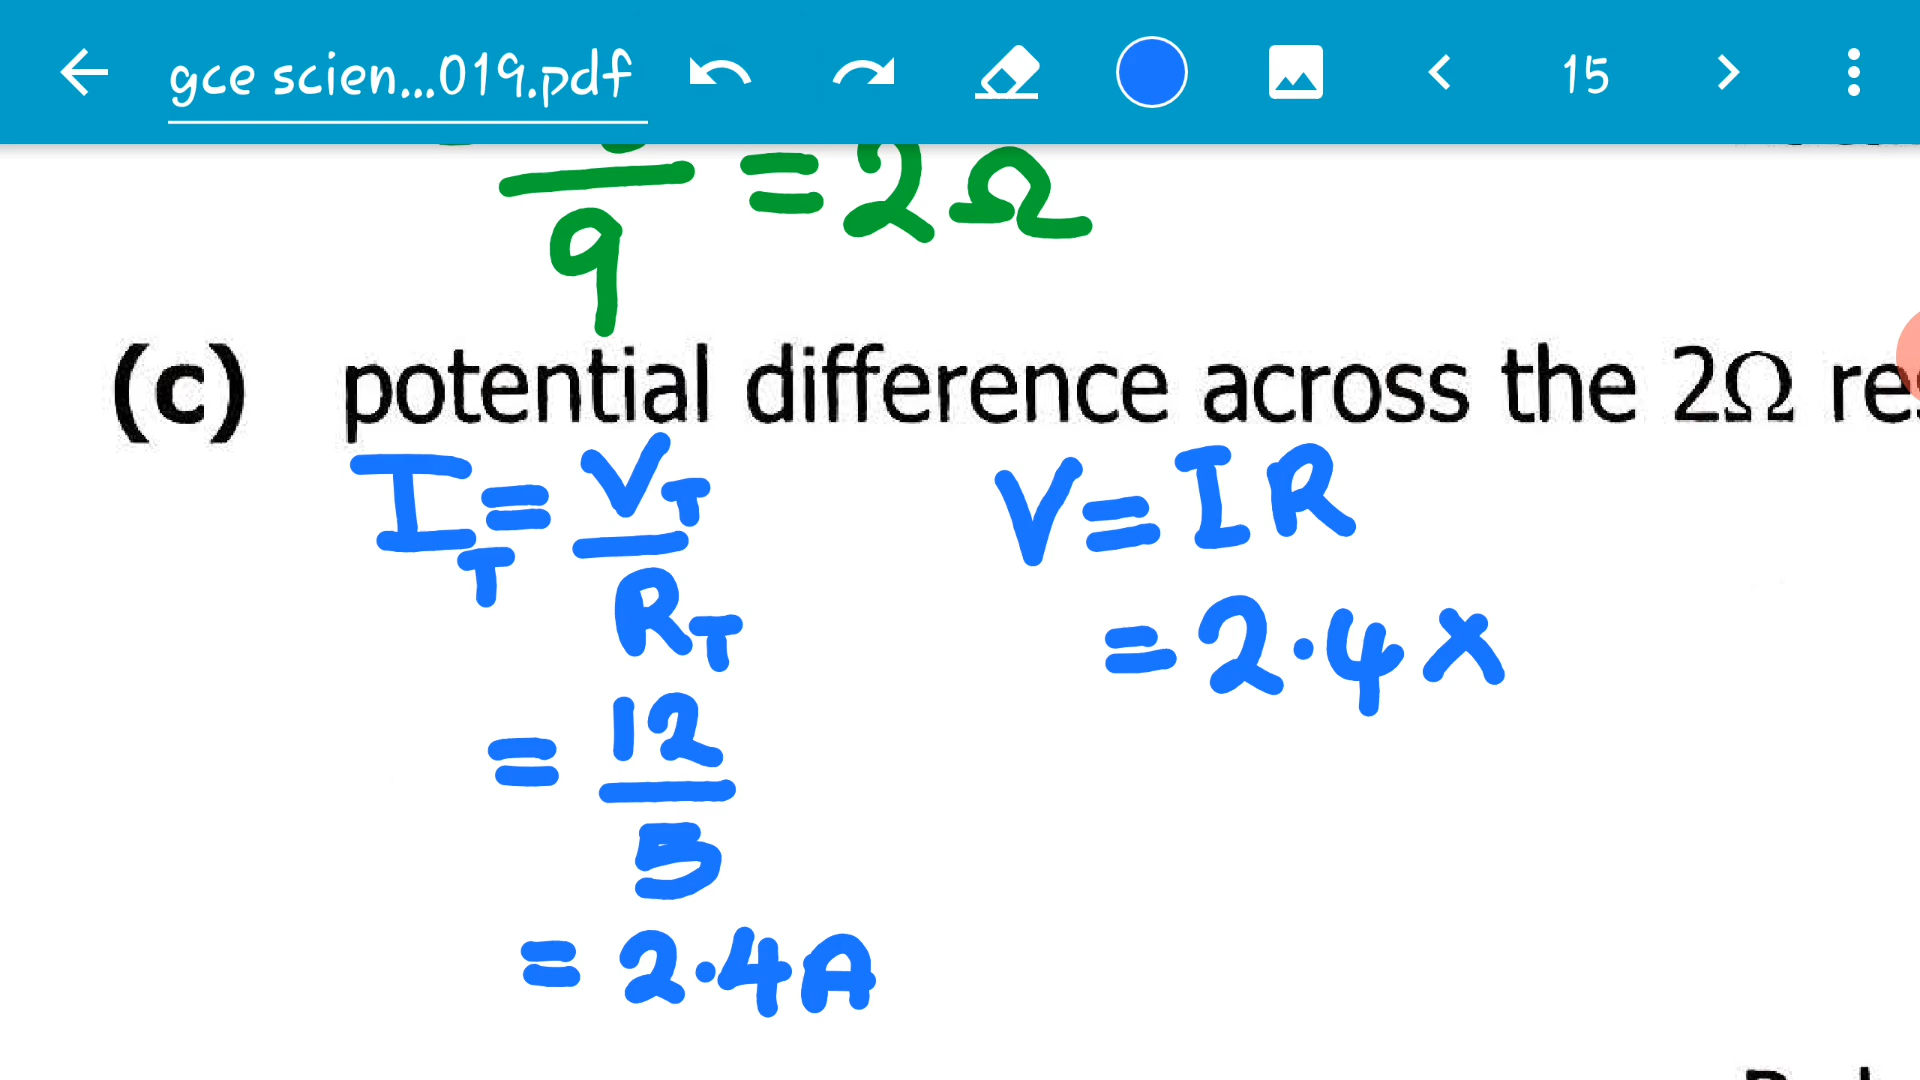 gce scien...019.pdf 15
= 2Ω
9
(c) potential difference across the 2Ω
I_T = V_T / R_T
V = IR
= 2.4 ×
= 12 / 5
= 2.4A